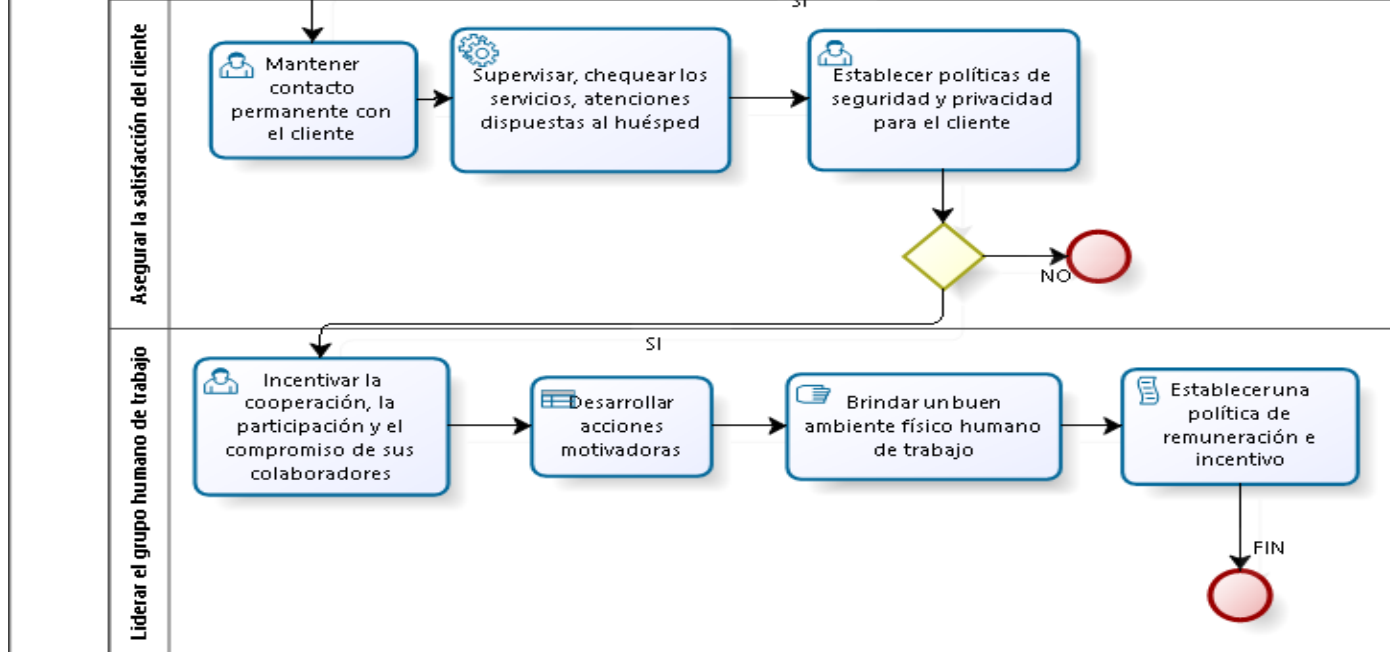 SI
Asegurar la satisfacción del cliente
Mantener
contacto
permanente con
el cliente
Supervisar, chequear los
servicios, atenciones
dispuestas al huésped
Establecer políticas de
seguridad y privacidad
para el cliente
NO
SI
Liderar el grupo humano de trabajo
Incentivar la
cooperación, la
participación y el
compromiso de sus
colaboradores
Desarrollar
acciones
motivadoras
Brindar un buen
ambiente físico humano
de trabajo
Establecer una
política de
remuneración e
incentivo
FIN